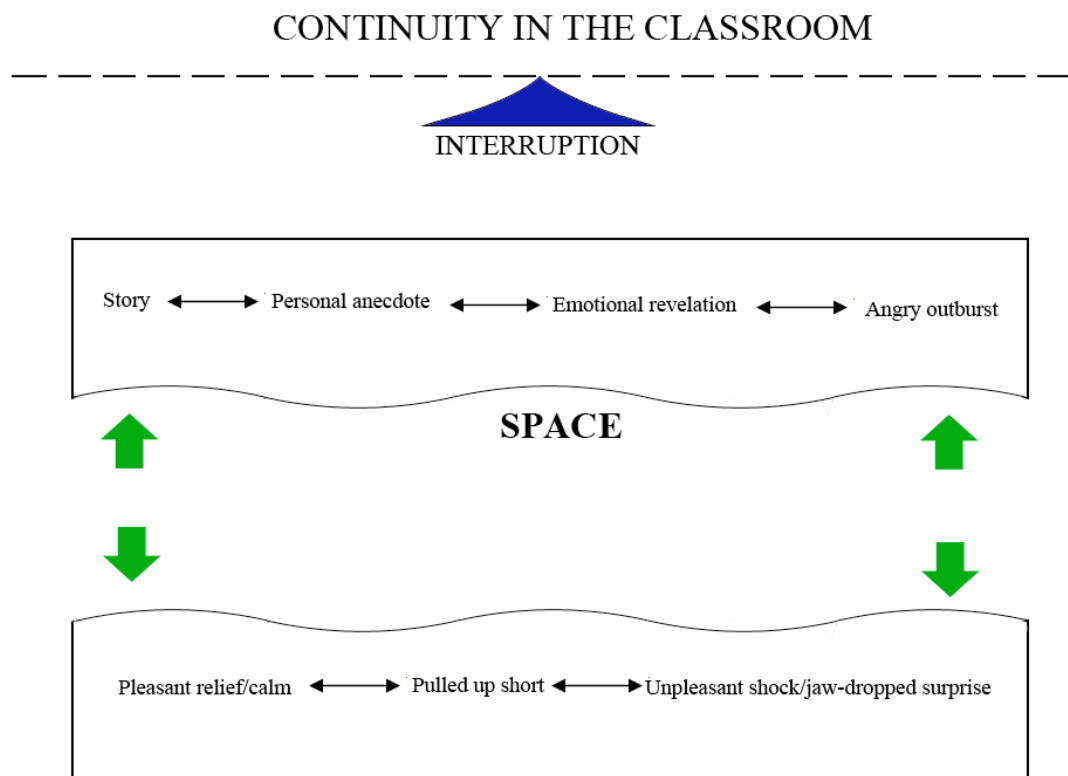 CONTINUITY IN THE CLASSROOM
INTERRUPTION
Story Personal anecdote Emotional revelation Angry outburst
SPACE
Pleasant relief/calm Pulled up short Unpleasant shock/jaw-dropped surprise